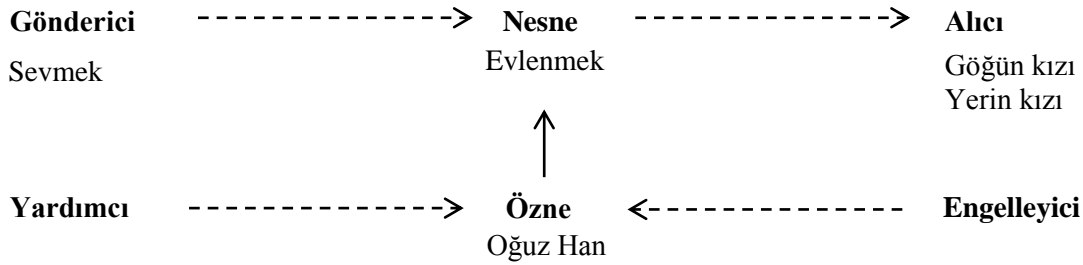 Gönderici Nesne Alıcı
Sevmek Evlenmek Göğün kızı
Yerin kızı
Yardımcı Özne Engelleyici
Oğuz Han